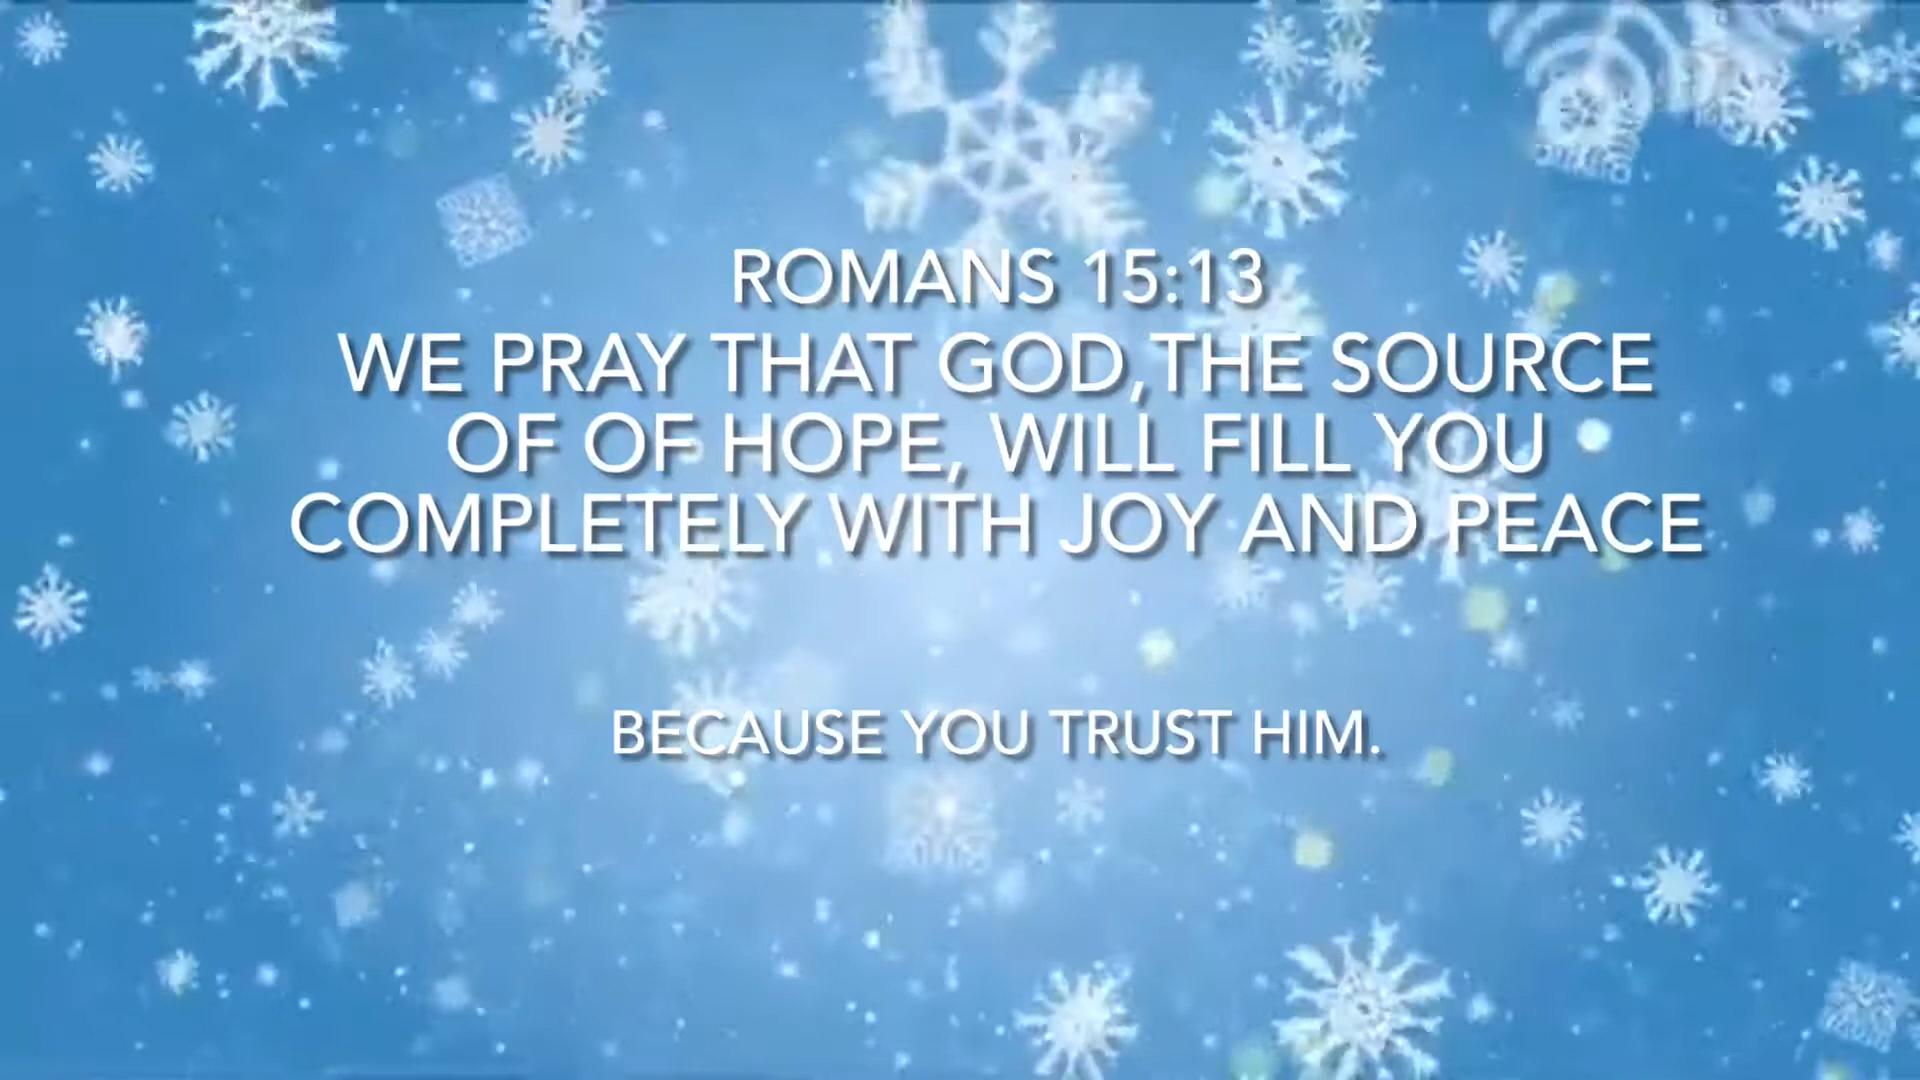 ROMANS 15:13
WE PRAY THAT GOD,THE SOURCE
OF OF HOPE, WILL FILL YOU
COMPLETELY WITH JOY AND PEACE
BECAUSE YOU TRUST HIM.